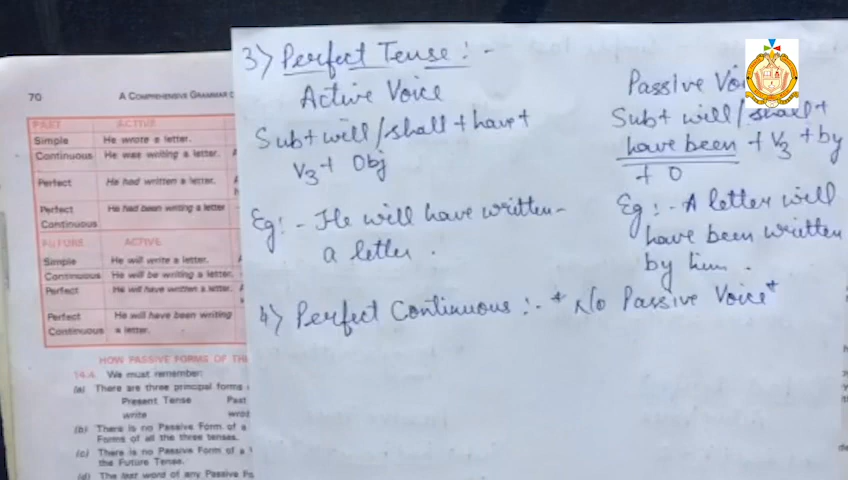 70 A COMPREHENSIVE GRAMMAR
PAST ACTIVE
Simple He wrote a letter.
Continuous He was writing a letter.
Perfect He had written a letter.
Perfect He had been writing a letter
Continuous
FUTURE ACTIVE
Simple He will write a letter.
Continuous He will be writing a letter.
Perfect He will have written a letter.
Perfect He will have been writing
Continuous a letter.
HOW PASSIVE FORMS OF
14.4. We must remember:
(a) There are three principal forms
Present Tense Past
write
(b) There is no Passive Form of a
Forms of all the three tenses.
(c) There is no Passive Form of a
the Future Tense.
(d) The last word of any Passive
3) Perfect Tense :-
Active Voice
Sub+ will/shall + have +
V3 + Obj
Eg:- He will have written
a letter.
Passive
Sub+ will/shall +
have been + V3 + by
+ O
Eg:- A letter will
have been written
by him.
4) Perfect Continuous :- * No Passive Voice*